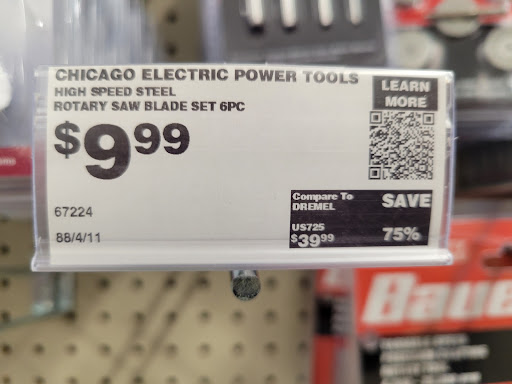 CHICAGO ELECTRIC POWER TOOLS
HIGH SPEED STEEL
ROTARY SAW BLADE SET 6PC
$9.99
LEARN
MORE
67224
88/4/11
Compare To
DREMEL
US725
$39.99
SAVE
75%
Baue